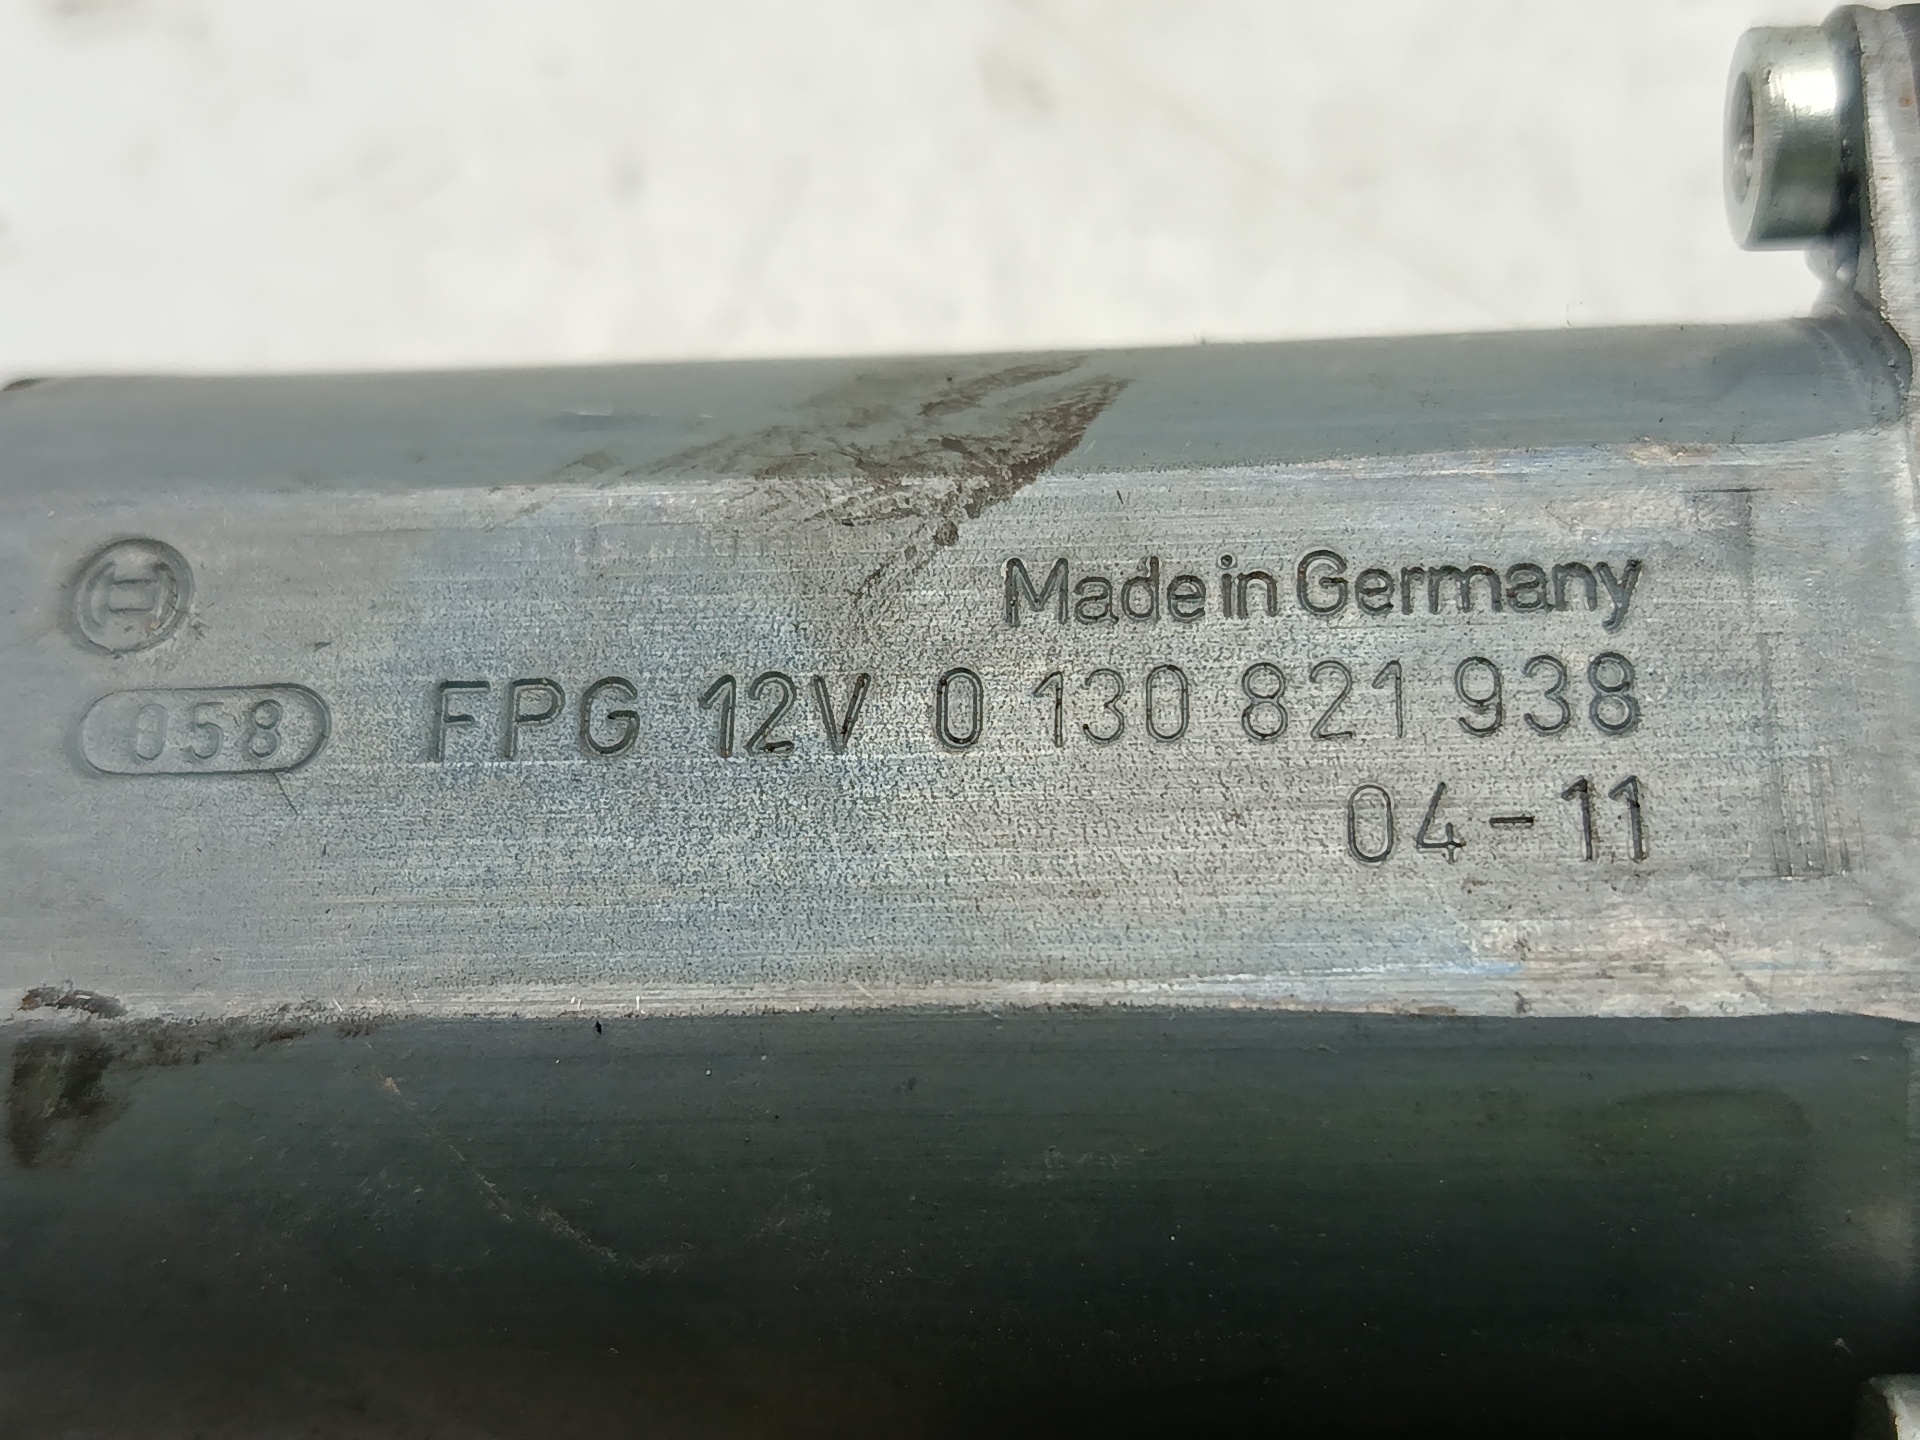 Made in Germany
058 FPG 12V 0 130 821 938
04-11